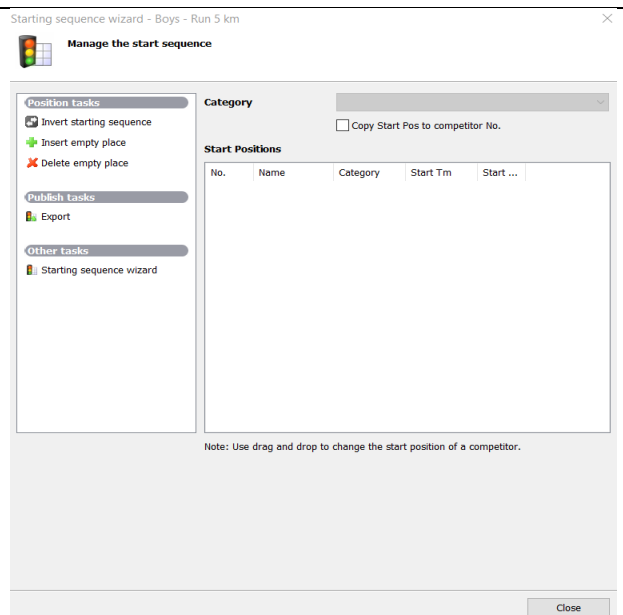 Starting sequence wizard - Boys - Run 5 km
Manage the start sequence
Position tasks
Invert starting sequence
Insert empty place
Delete empty place
Publish tasks
Export
Other tasks
Starting sequence wizard
Category
Copy Start Pos to competitor No.
Start Positions
No. Name Category Start Tm Start ...
Note: Use drag and drop to change the start position of a competitor.
Close